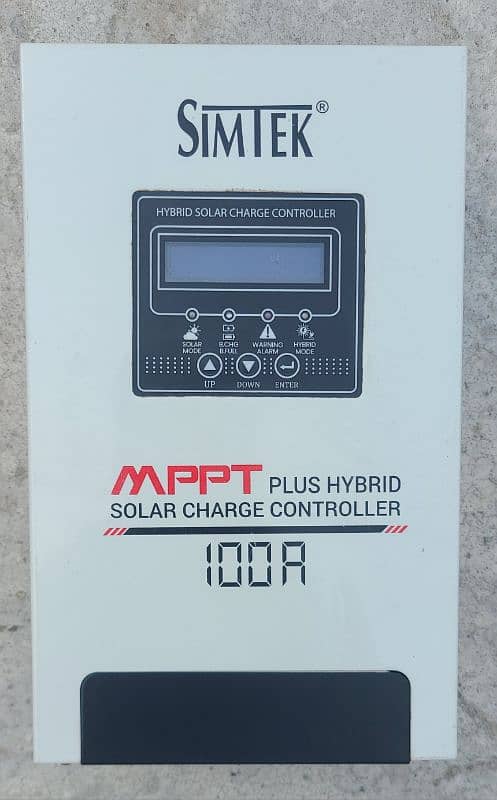 SIMTEK®
HYBRID SOLAR CHARGE CONTROLLER
SOLAR MODE
B.CHG B.FULL
WARNING ALARM
HYBRID MODE
UP DOWN ENTER
MPPT PLUS HYBRID
SOLAR CHARGE CONTROLLER
100A